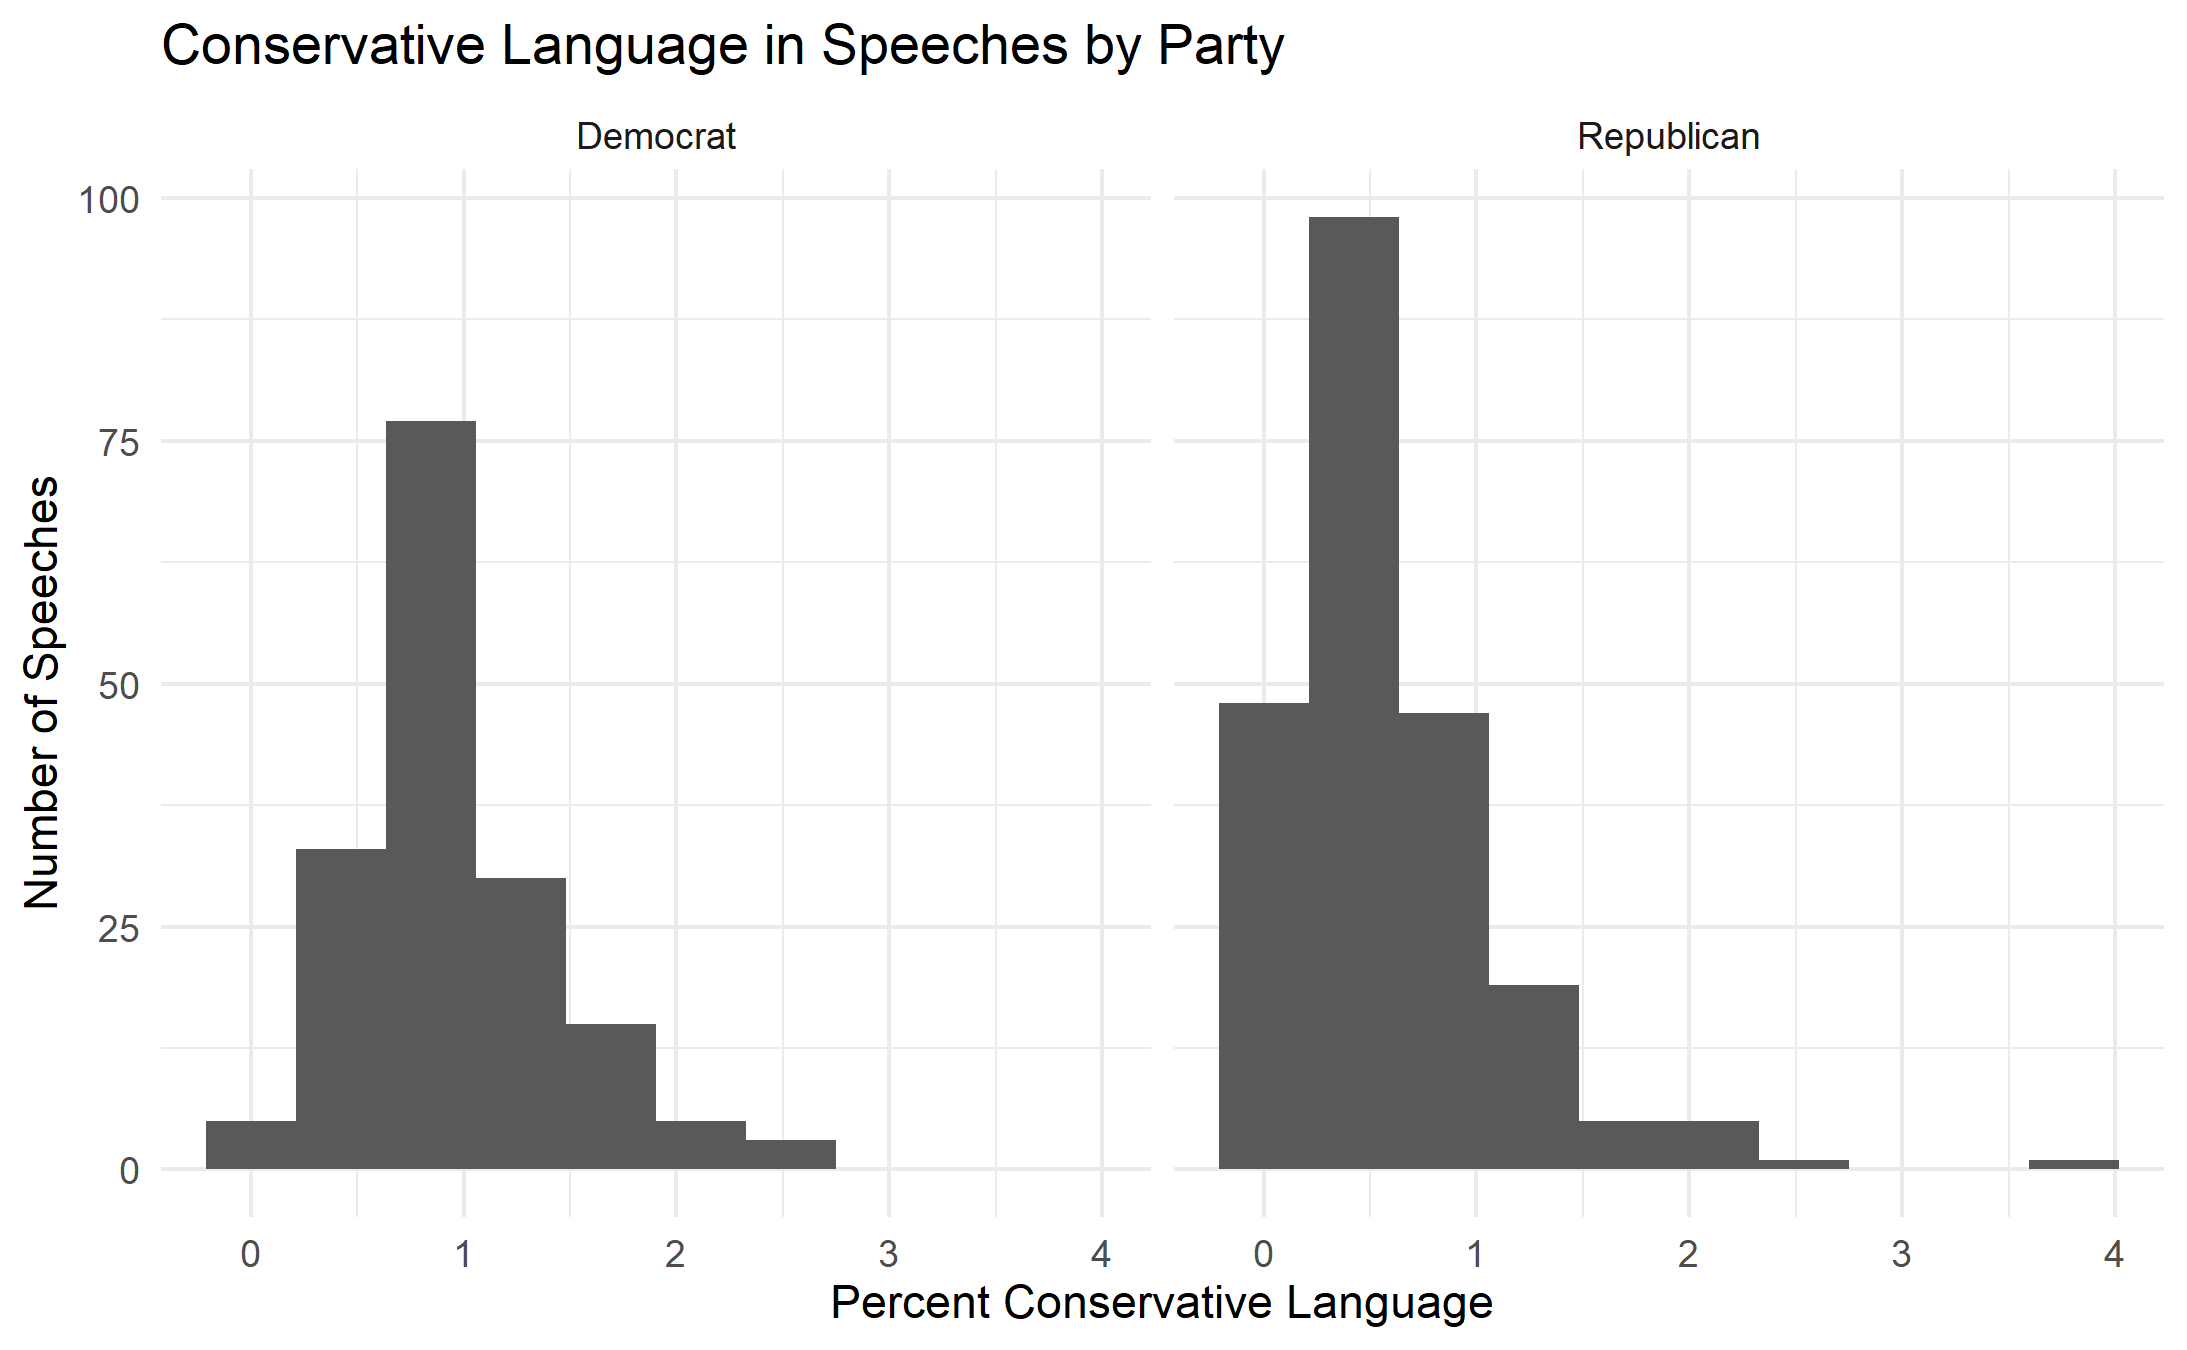 Conservative Language in Speeches by Party
Democrat
Republican
100
75
50
25
0
Number of Speeches
0 1 2 3 4
0 1 2 3 4
Percent Conservative Language